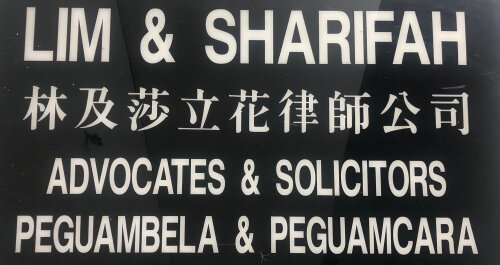 LIM & SHARIFAH
林及莎立花律師公司
ADVOCATES & SOLICITORS
PEGUAMBELA & PEGUAMCARA